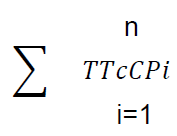 n
∑ TTcCPi
i=1